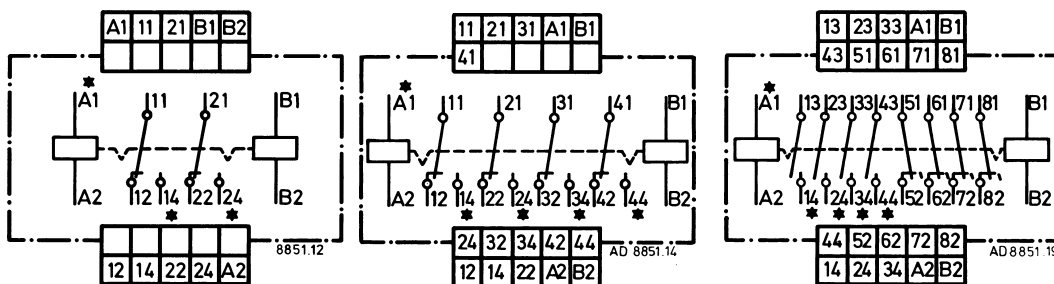 A1 11 21 B1 B2
A1 11 21 B1
A2 12 14 22 24 B2
8851.12
12 14 22 24 A2
11 21 31 A1 B1
41
A1 11 21 31 41 B1
A2 12 14 22 24 32 34 42 44 B2
24 32 34 42 44
12 14 22 A2 B2
AD 8851.14
13 23 33 A1 B1
43 51 61 71 81
A1 13 23 33 43 51 61 71 81 B1
A2 14 24 34 44 52 62 72 82 B2
44 52 62 72 82
14 24 34 A2 B2
AD 8851.19